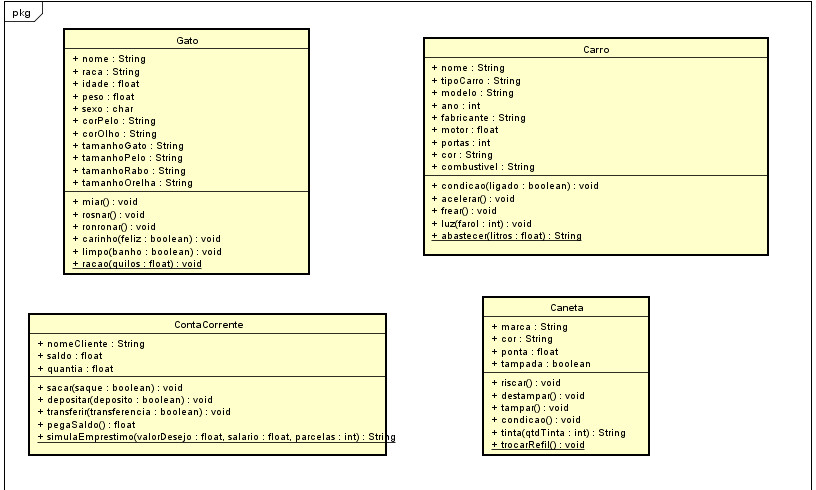 pkg
Gato
+ nome : String
+ raca : String
+ idade : float
+ peso : float
+ sexo : char
+ corPelo : String
+ corOlho : String
+ tamanhoGato : String
+ tamanhoPelo : String
+ tamanhoRabo : String
+ tamanhoOrelha : String
+ miar() : void
+ rosnar() : void
+ ronronar() : void
+ carinho(feliz : boolean) : void
+ limpo(banho : boolean) : void
+ racao(quilos : float) : void
Carro
+ nome : String
+ tipoCarro : String
+ modelo : String
+ ano : int
+ fabricante : String
+ motor : float
+ portas : int
+ cor : String
+ combustivel : String
+ condicao(ligado : boolean) : void
+ acelerar() : void
+ frear() : void
+ luz(farol : int) : void
+ abastecer(litros : float) : String
ContaCorrente
+ nomeCliente : String
+ saldo : float
+ quantia : float
+ sacar(saque : boolean) : void
+ depositar(deposito : boolean) : void
+ transferir(transferencia : boolean) : void
+ pegaSaldo() : float
+ simulaEmprestimo(valorDesejo : float, salario : float, parcelas : int) : String
Caneta
+ marca : String
+ cor : String
+ ponta : float
+ tampada : boolean
+ riscar() : void
+ destampar() : void
+ tampar() : void
+ condicao() : void
+ tinta(qtdTinta : int) : String
+ trocarRefil() : void